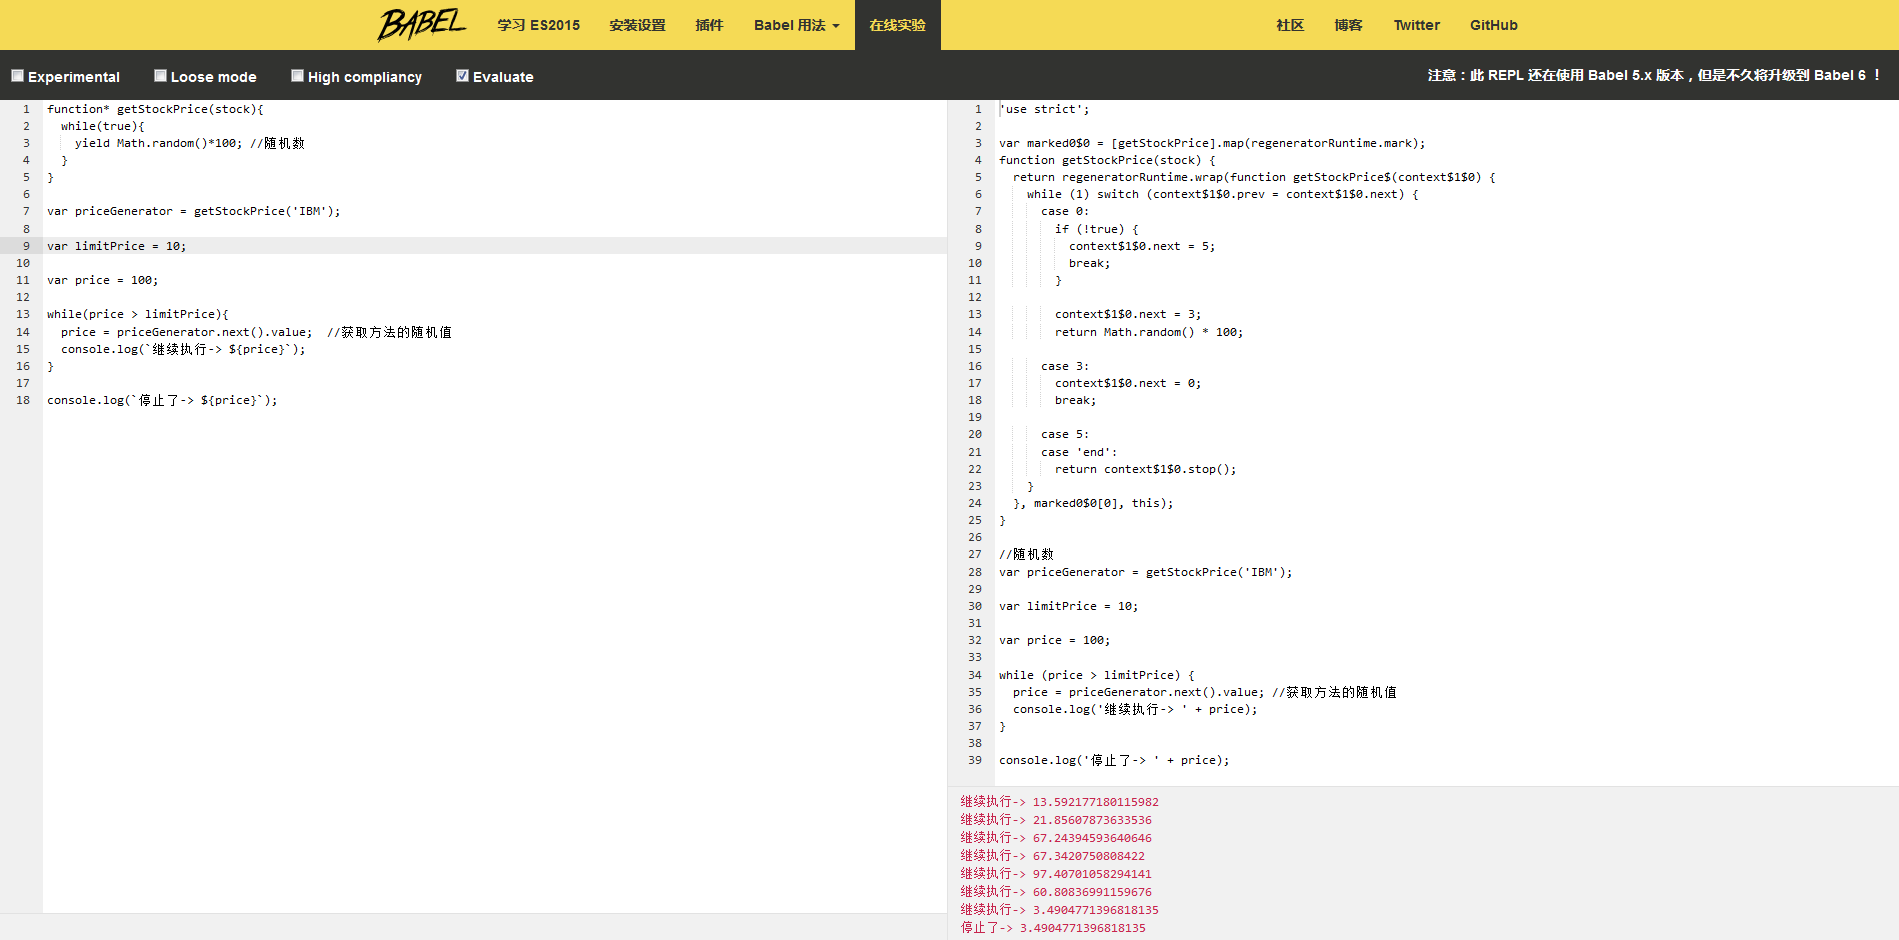 BABEL 学习 ES2015 安装设置 插件 Babel 用法 在线实验 社区 博客 Twitter GitHub
Experimental Loose mode High compliancy Evaluate 注意：此 REPL 还在使用 Babel 5.x 版本，但是不久将升级到 Babel 6 ！
1 function* getStockPrice(stock){
2   while(true){
3     yield Math.random()*100; //随机数
4   }
5 }
6
7 var priceGenerator = getStockPrice('IBM');
8
9 var limitPrice = 10;
10
11 var price = 100;
12
13 while(price > limitPrice){
14   price = priceGenerator.next().value;  //获取方法的随机值
15   console.log(`继续执行-> ${price}`);
16 }
17
18 console.log(`停止了-> ${price}`);
1 'use strict';
2
3 var marked0$0 = [getStockPrice].map(regeneratorRuntime.mark);
4 function getStockPrice(stock) {
5   return regeneratorRuntime.wrap(function getStockPrice$(context$1$0) {
6     while (1) switch (context$1$0.prev = context$1$0.next) {
7       case 0:
8         if (!true) {
9           context$1$0.next = 5;
10           break;
11         }
12
13         context$1$0.next = 3;
14         return Math.random() * 100;
15
16       case 3:
17         context$1$0.next = 0;
18         break;
19
20       case 5:
21       case 'end':
22         return context$1$0.stop();
23     }
24   }, marked0$0[0], this);
25 }
26
27 //随机数
28 var priceGenerator = getStockPrice('IBM');
29
30 var limitPrice = 10;
31
32 var price = 100;
33
34 while (price > limitPrice) {
35   price = priceGenerator.next().value; //获取方法的随机值
36   console.log('继续执行-> ' + price);
37 }
38
39 console.log('停止了-> ' + price);
继续执行-> 13.592177180115982
继续执行-> 21.85607873633536
继续执行-> 67.24394593640646
继续执行-> 67.3420750808422
继续执行-> 97.40701058294141
继续执行-> 60.80836991159676
继续执行-> 3.4904771396818135
停止了-> 3.4904771396818135